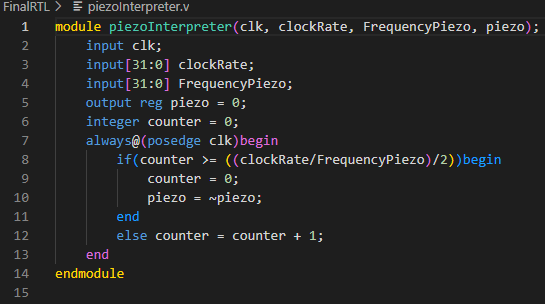 FinalRTL > piezoInterpreter.v
1 module piezoInterpreter(clk, clockRate, FrequencyPiezo, piezo);
2 input clk;
3 input[31:0] clockRate;
4 input[31:0] FrequencyPiezo;
5 output reg piezo = 0;
6 integer counter = 0;
7 always@(posedge clk)begin
8 if(counter >= ((clockRate/FrequencyPiezo)/2))begin
9 counter = 0;
10 piezo = ~piezo;
11 end
12 else counter = counter + 1;
13 end
14 endmodule
15